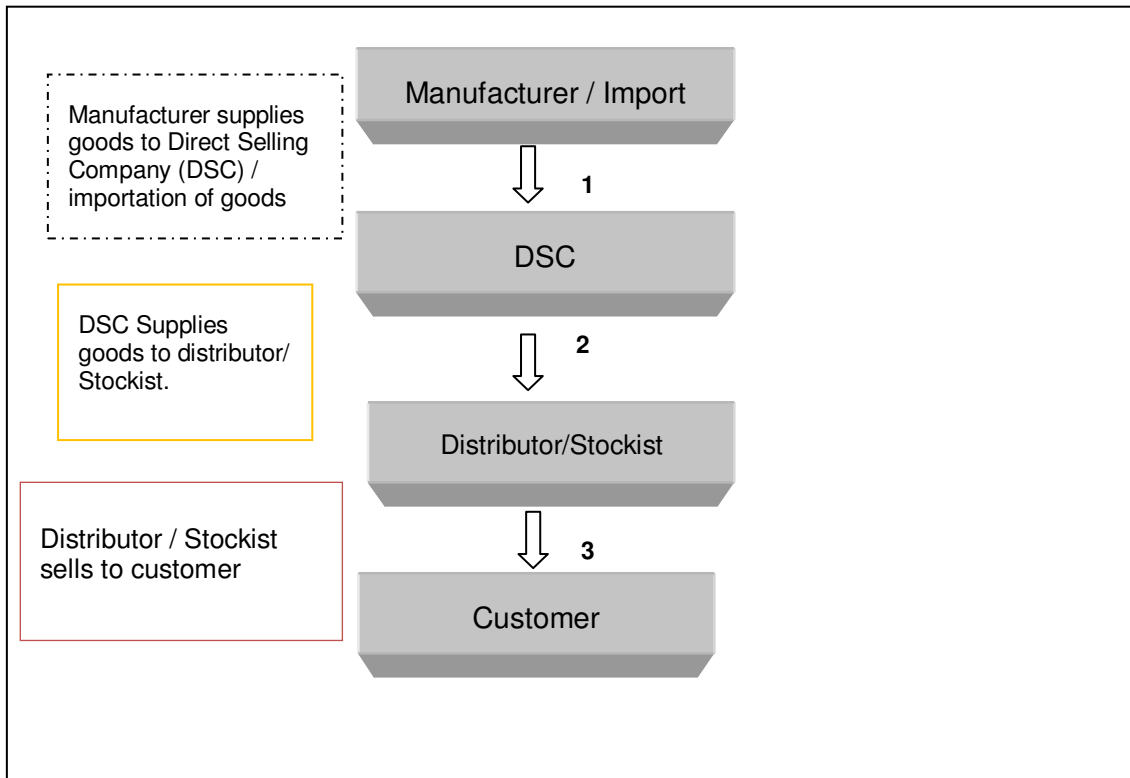 Manufacturer / Import
Manufacturer supplies
goods to Direct Selling
Company (DSC) /
importation of goods
1
DSC
DSC Supplies
goods to distributor/
Stockist.
2
Distributor/Stockist
Distributor / Stockist
sells to customer
3
Customer